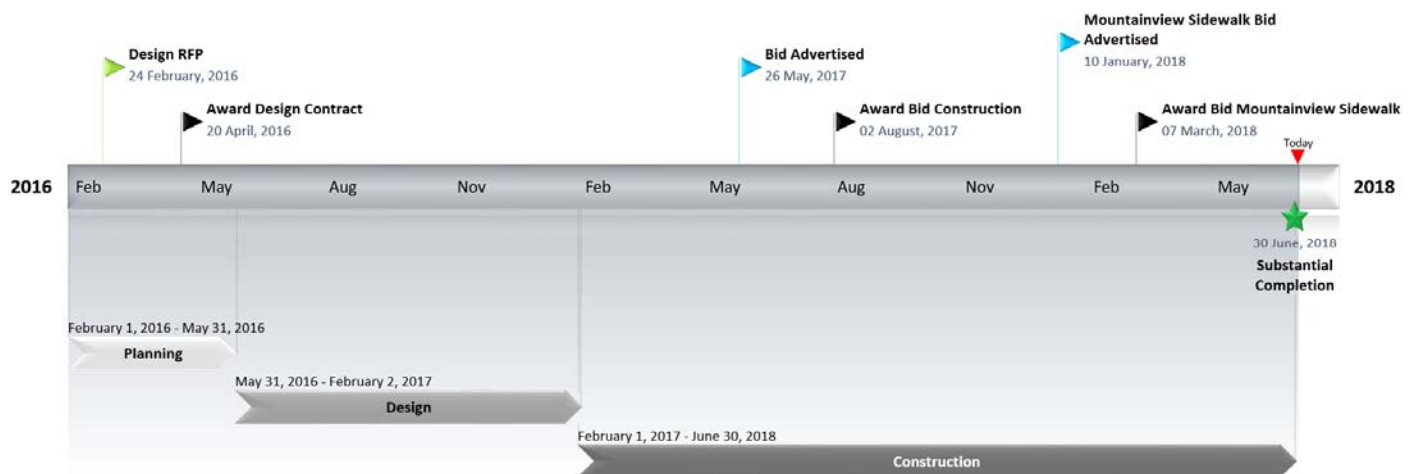 Mountainview Sidewalk Bid
Advertised
10 January, 2018
Design RFP
24 February, 2016
Bid Advertised
26 May, 2017
Award Design Contract
20 April, 2016
Award Bid Construction
02 August, 2017
Award Bid Mountainview Sidewalk
07 March, 2018
Today
2016 Feb May Aug Nov Feb May Aug Nov Feb May 2018
30 June, 2018
Substantial
Completion
February 1, 2016 - May 31, 2016
Planning
May 31, 2016 - February 2, 2017
Design
February 1, 2017 - June 30, 2018
Construction